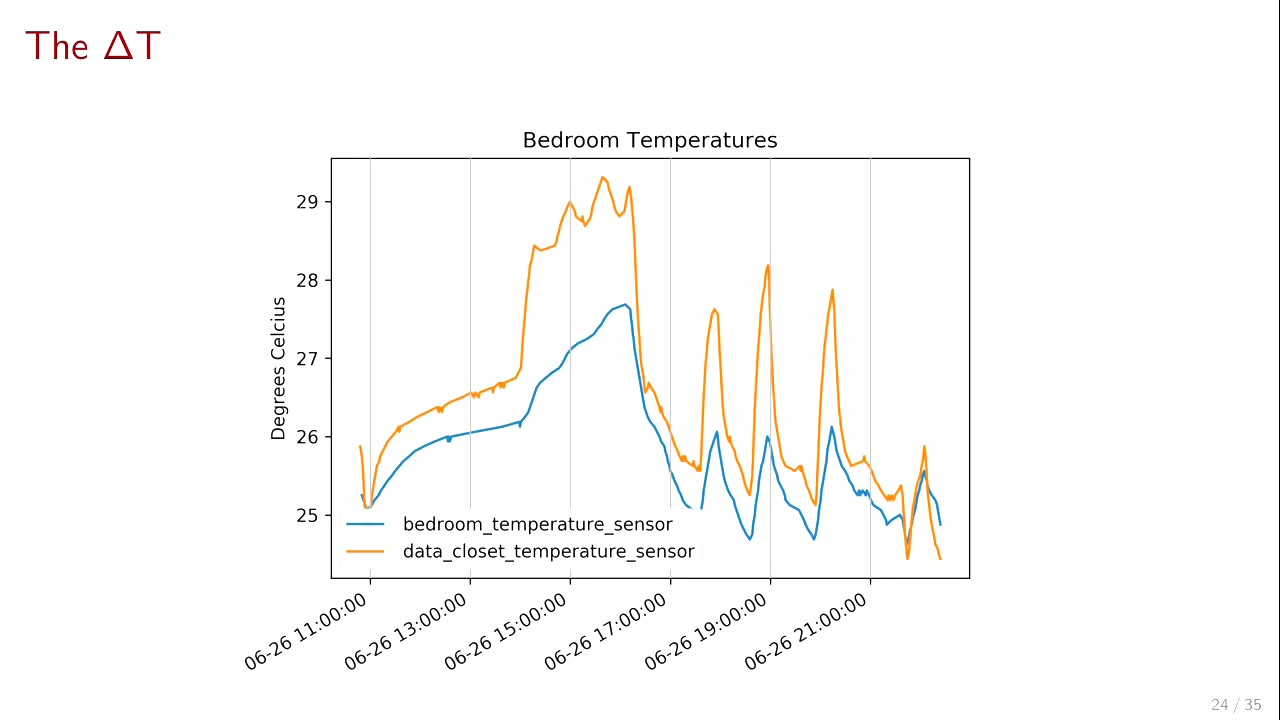 The ΔT
Bedroom Temperatures
Degrees Celcius
29
28
27
26
25
bedroom_temperature_sensor
data_closet_temperature_sensor
06-26 11:00:00
06-26 13:00:00
06-26 15:00:00
06-26 17:00:00
06-26 19:00:00
06-26 21:00:00
24 / 35